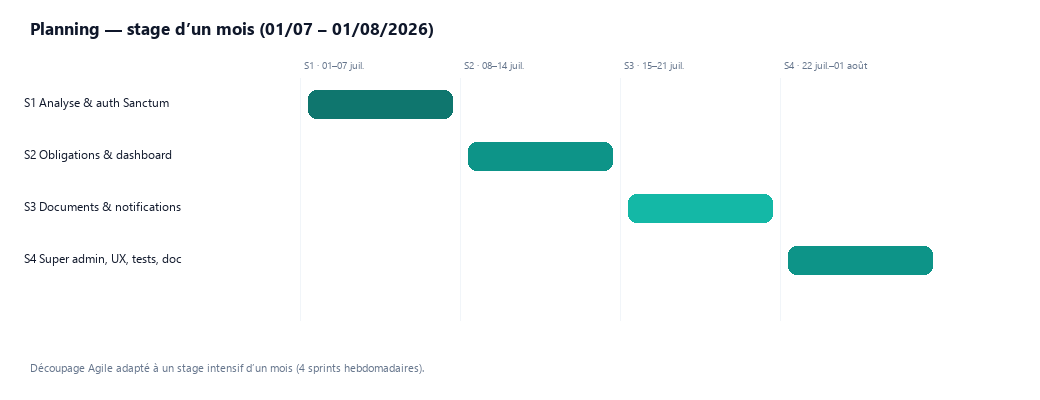 Planning — stage d’un mois (01/07 – 01/08/2026)
S1 · 01–07 juil.
S2 · 08–14 juil.
S3 · 15–21 juil.
S4 · 22 juil.–01 août
S1 Analyse & auth Sanctum
S2 Obligations & dashboard
S3 Documents & notifications
S4 Super admin, UX, tests, doc
Découpage Agile adapté à un stage intensif d’un mois (4 sprints hebdomadaires).